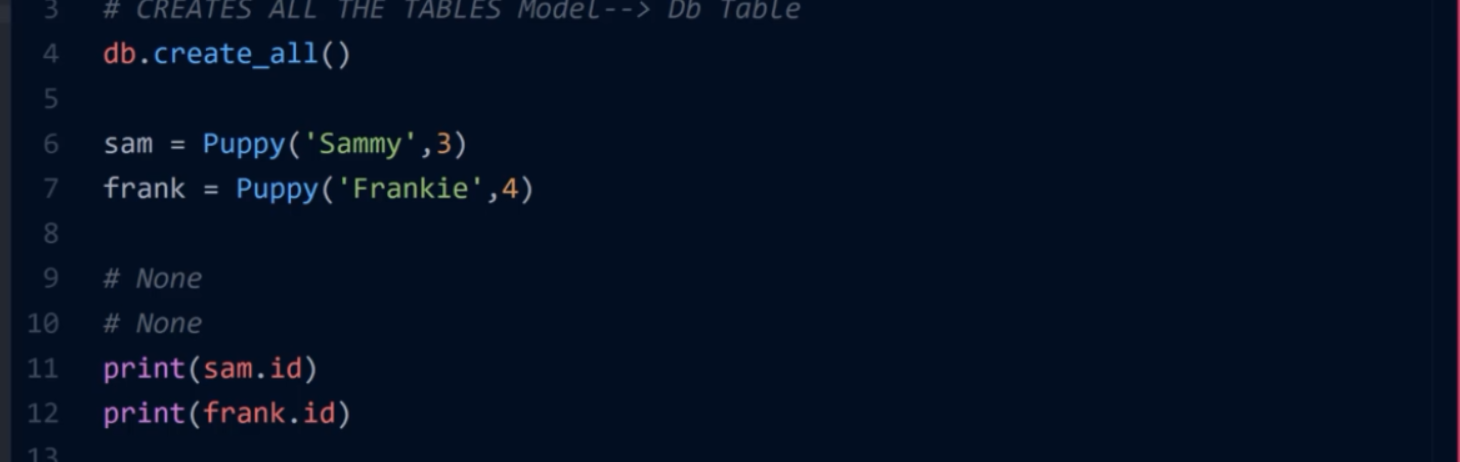 3 # CREATES ALL THE TABLES Model--> Db Table
4 db.create_all()
5
6 sam = Puppy('Sammy',3)
7 frank = Puppy('Frankie',4)
8
9 # None
10 # None
11 print(sam.id)
12 print(frank.id)
13